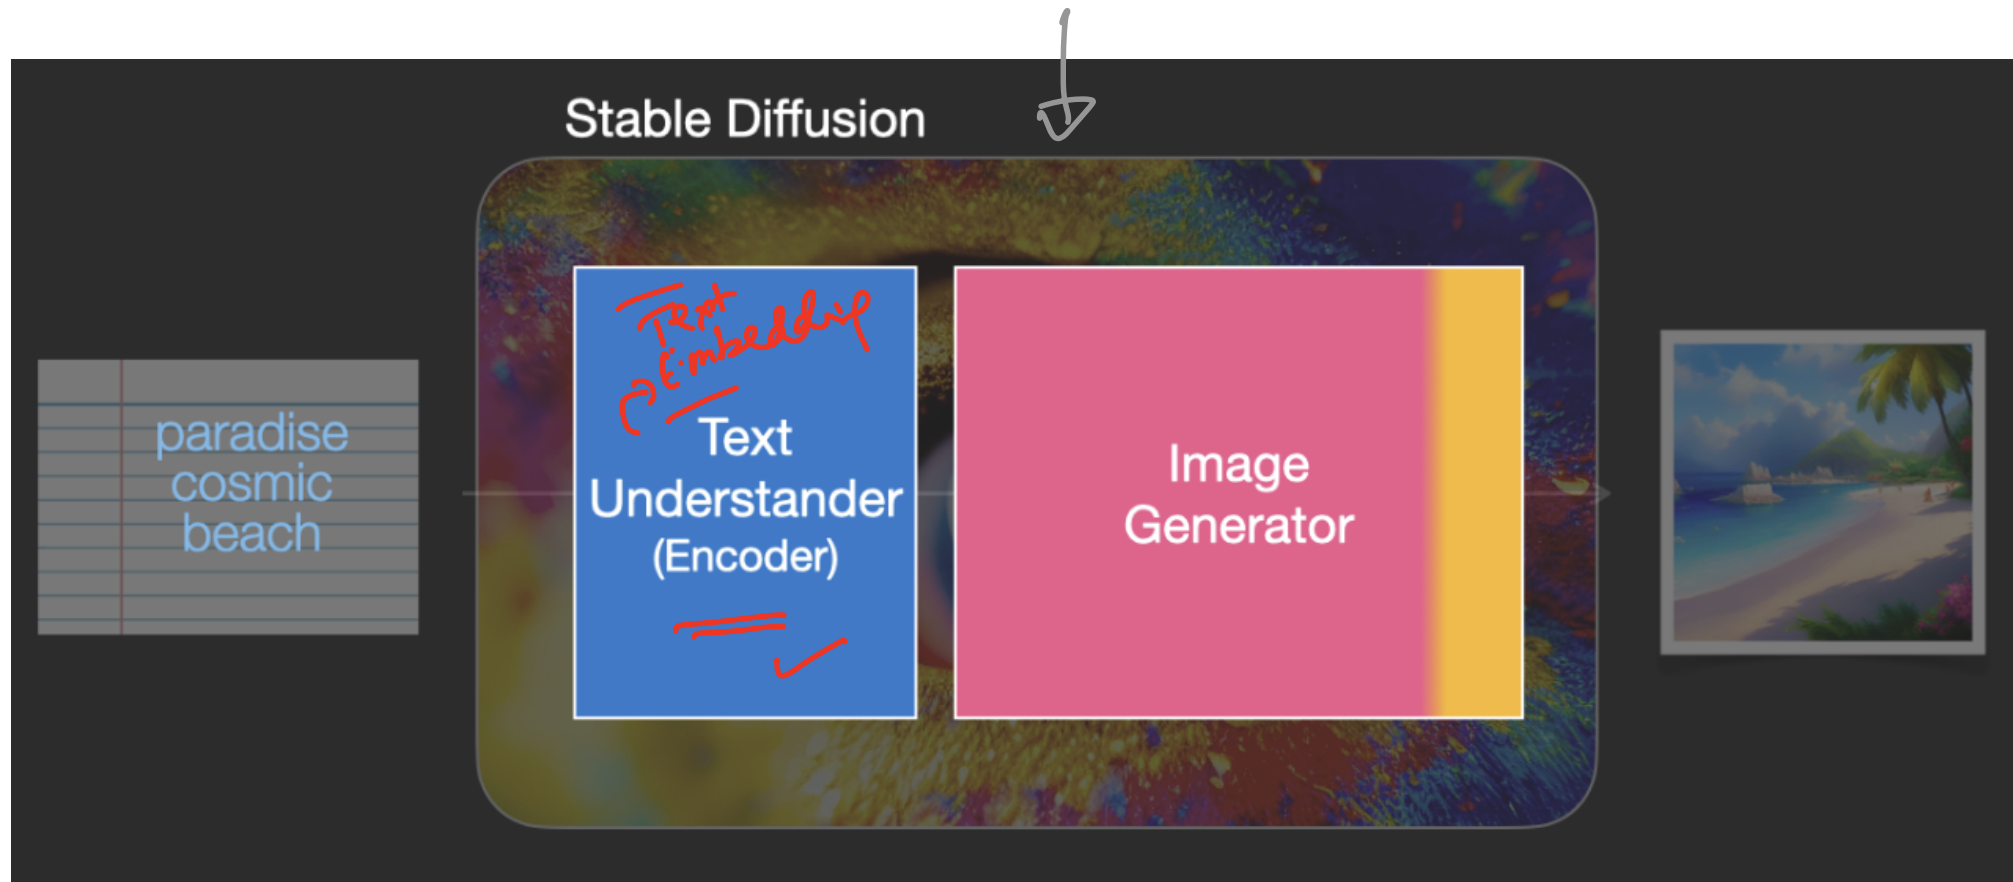 Stable Diffusion
paradise
cosmic
beach
Text
Embedding
Text
Understander
(Encoder)
Image
Generator